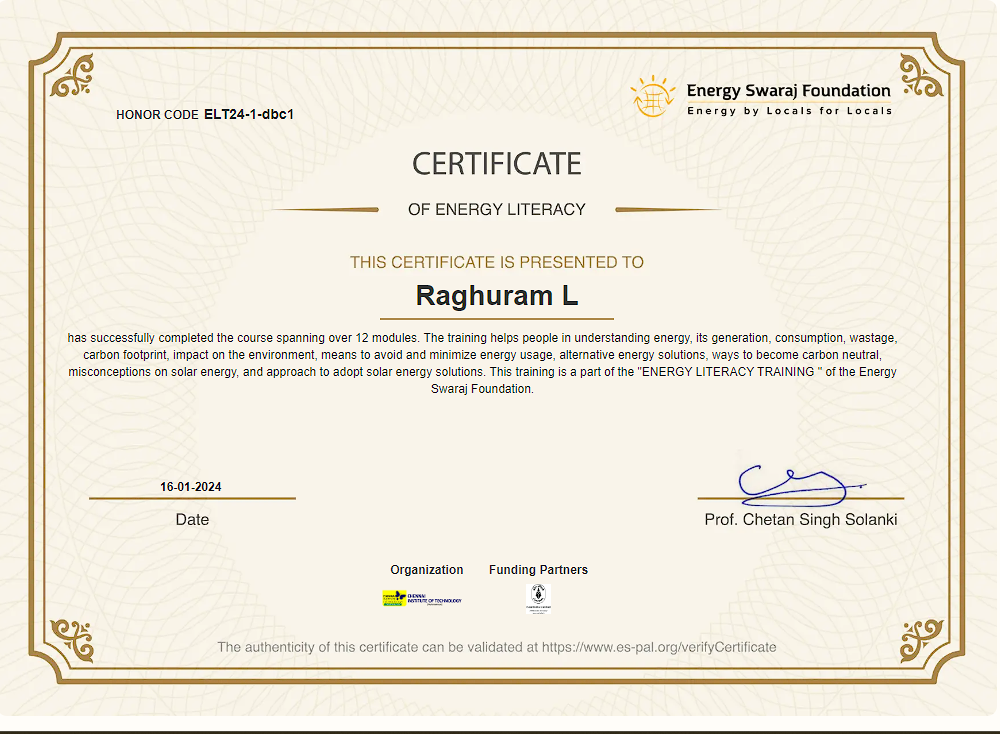 HONOR CODE ELT24-1-dbc1
Energy Swaraj Foundation
Energy by Locals for Locals
CERTIFICATE
OF ENERGY LITERACY
THIS CERTIFICATE IS PRESENTED TO
Raghuram L
has successfully completed the course spanning over 12 modules. The training helps people in understanding energy, its generation, consumption, wastage,
carbon footprint, impact on the environment, means to avoid and minimize energy usage, alternative energy solutions, ways to become carbon neutral,
misconceptions on solar energy, and approach to adopt solar energy solutions. This training is a part of the "ENERGY LITERACY TRAINING " of the Energy
Swaraj Foundation.
16-01-2024
Date
Prof. Chetan Singh Solanki
Organization
Funding Partners
CHENNAI
INSTITUTE OF TECHNOLOGY
The authenticity of this certificate can be validated at https://www.es-pal.org/verifyCertificate